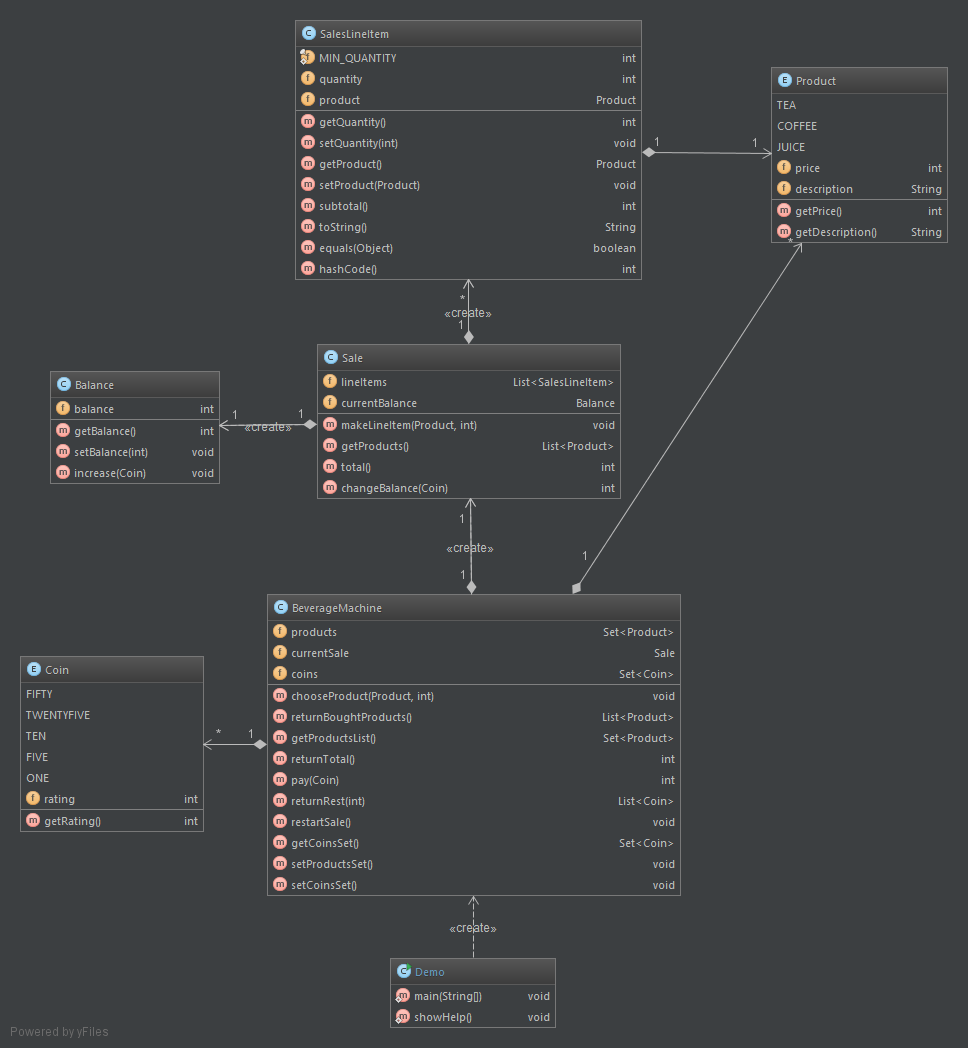 SalesLineItem
MIN_QUANTITY int
quantity int
product Product
getQuantity() int
setQuantity(int) void
getProduct() Product
setProduct(Product) void
subtotal() int
toString() String
equals(Object) boolean
hashCode() int
Product
TEA
COFFEE
JUICE
price int
description String
getPrice() int
getDescription() String
1 1
*
«create»
1
*
Sale
lineItems List<SalesLineItem>
currentBalance Balance
makeLineItem(Product, int) void
getProducts() List<Product>
total() int
changeBalance(Coin) int
Balance
balance int
getBalance() int
setBalance(int) void
increase(Coin) void
1 1
«create»
1
«create»
1
1
BeverageMachine
products Set<Product>
currentSale Sale
coins Set<Coin>
chooseProduct(Product, int) void
returnBoughtProducts() List<Product>
getProductsList() Set<Product>
returnTotal() int
pay(Coin) int
returnRest(int) List<Coin>
restartSale() void
getCoinsSet() Set<Coin>
setProductsSet() void
setCoinsSet() void
Coin
FIFTY
TWENTYFIVE
TEN
FIVE
ONE
rating int
getRating() int
* 1
«create»
Demo
main(String[]) void
showHelp() void
Powered by yFiles